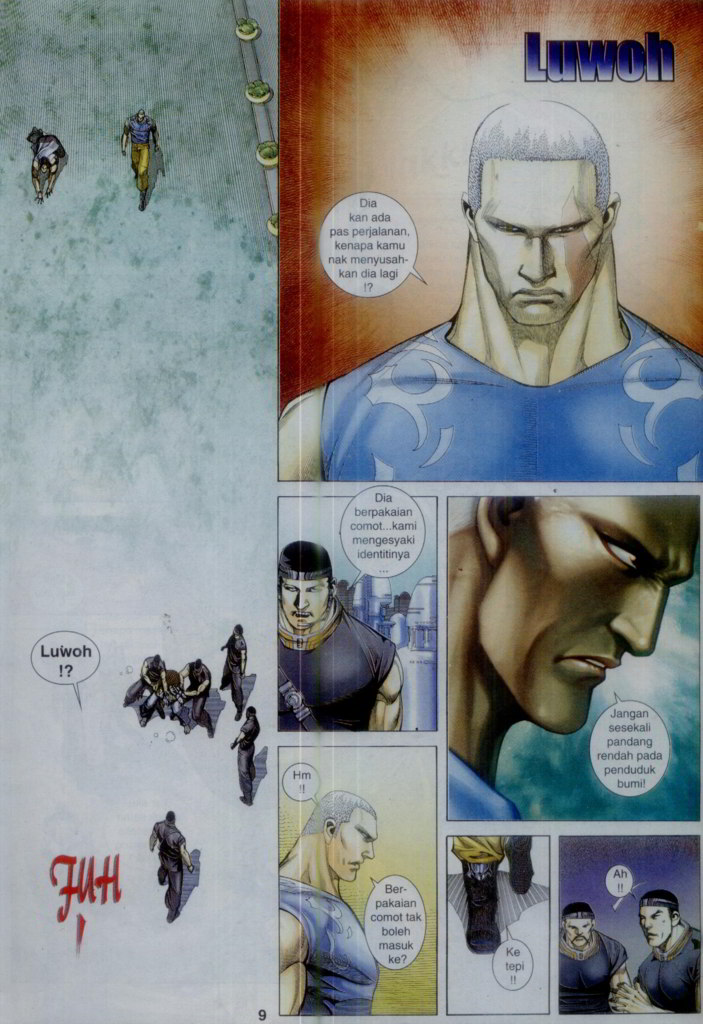 Luwoh
!?
JUH
!
Luwoh
Dia
kan ada
pas perjalanan,
kenapa kamu
nak menyusah-
kan dia lagi
!?
Dia
berpakaian
comot...kami
mengesyaki
identitinya
...
Jangan
sesekali
pandang
rendah pada
penduduk
bumi!
Hm
!!
Ber-
pakaian
comot tak
boleh
masuk
ke?
Ke
tepi
!
Ah
!!
9